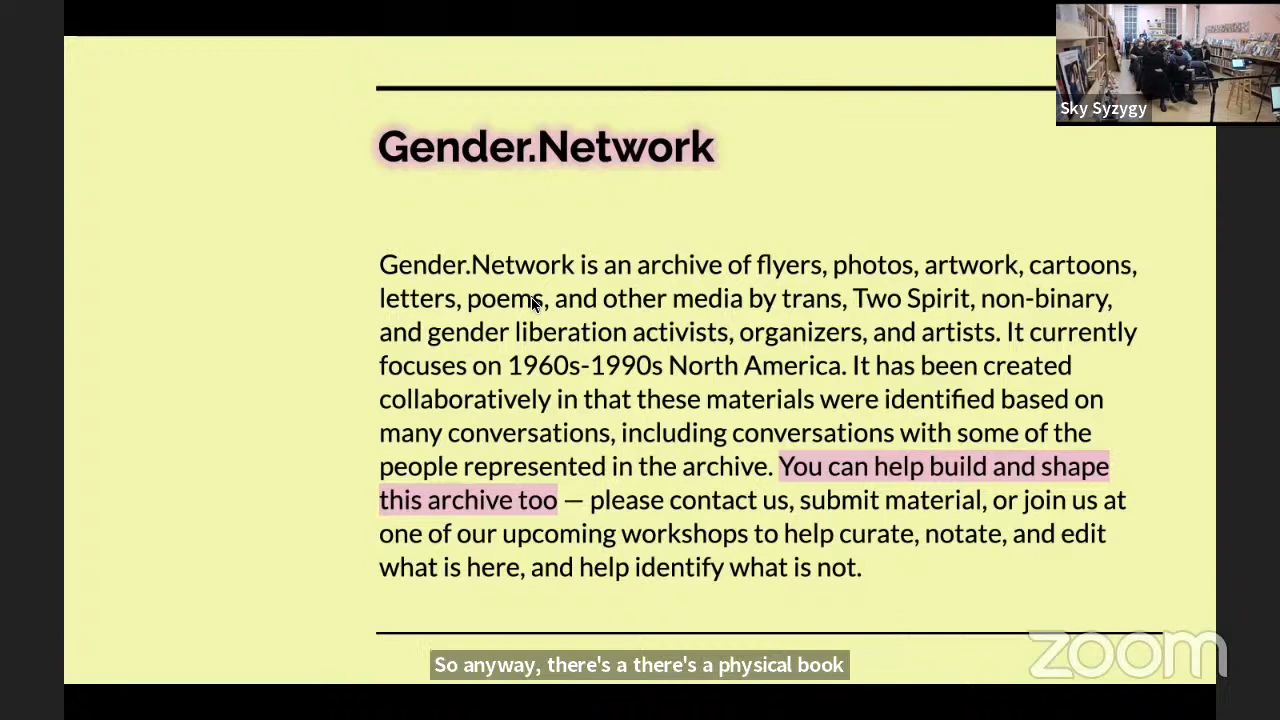 Sky Syzygy
Gender.Network
Gender.Network is an archive of flyers, photos, artwork, cartoons,
letters, poems, and other media by trans, Two Spirit, non-binary,
and gender liberation activists, organizers, and artists. It currently
focuses on 1960s-1990s North America. It has been created
collaboratively in that these materials were identified based on
many conversations, including conversations with some of the
people represented in the archive. You can help build and shape
this archive too — please contact us, submit material, or join us at
one of our upcoming workshops to help curate, notate, and edit
what is here, and help identify what is not.
So anyway, there's a there's a physical book
zoom